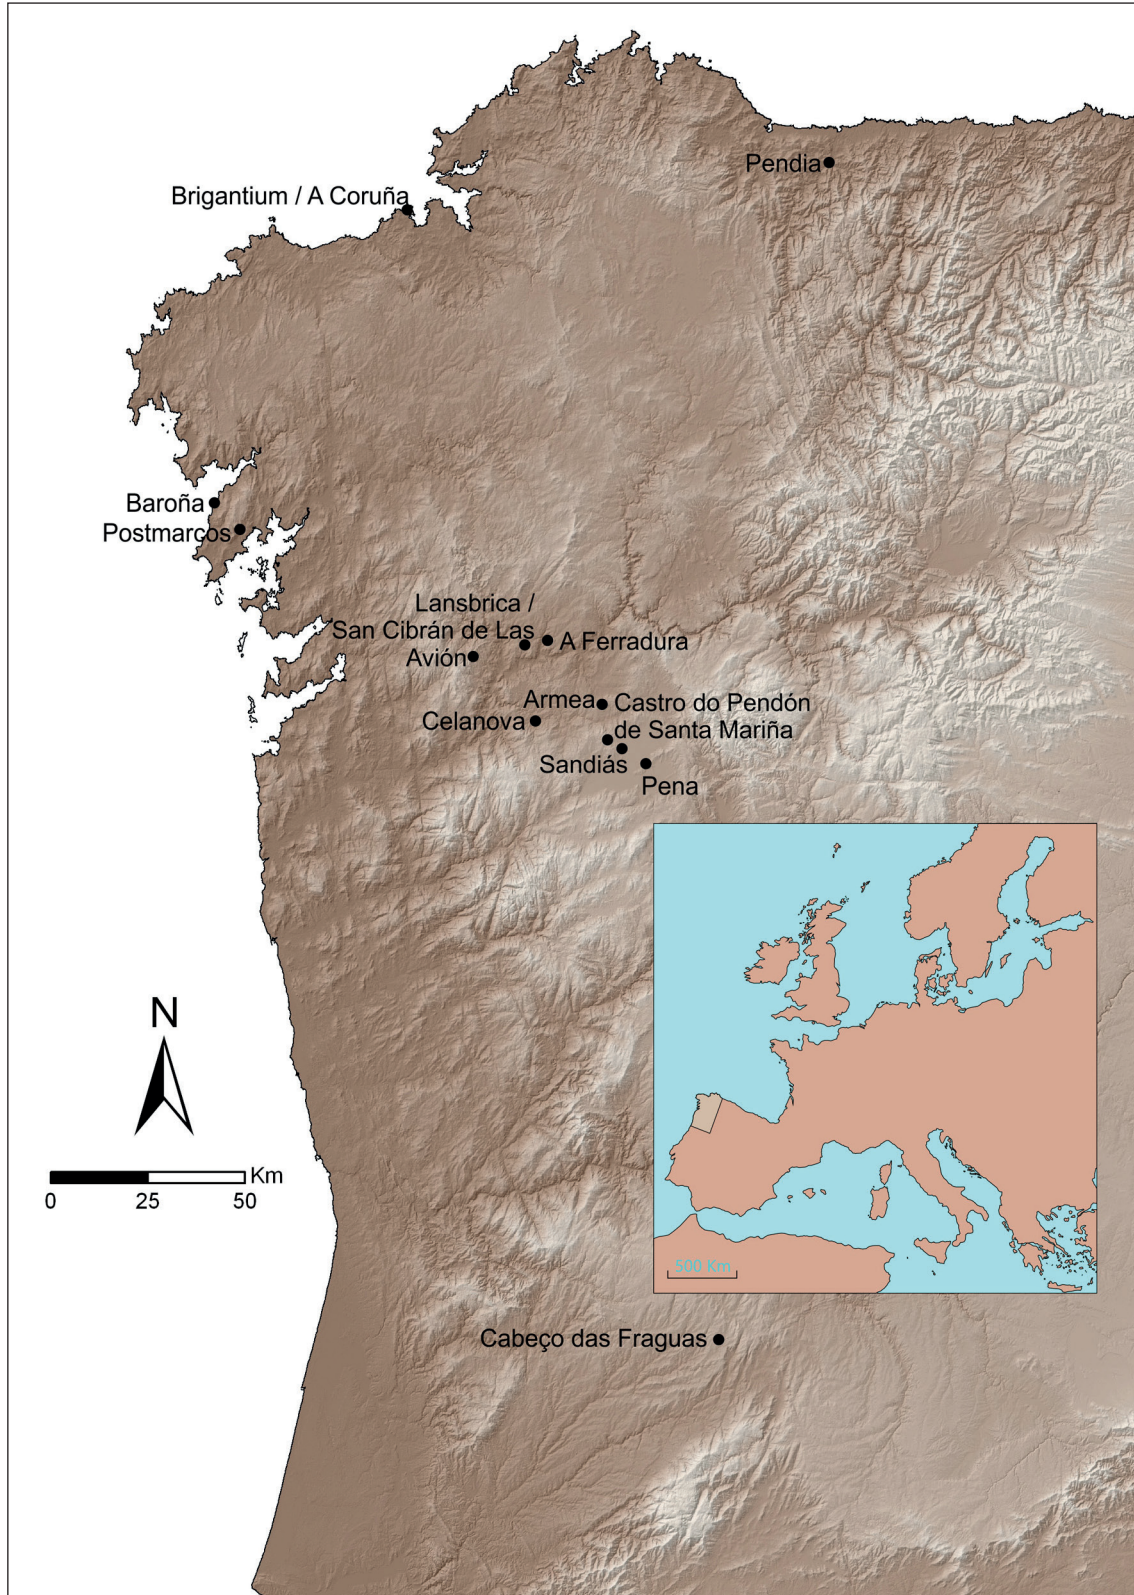 Pendia
Brigantium / A Coruña
Baroña
Postmarcos
Lansbrica /
San Cibrán de Las
A Ferradura
Avión
Armea
Castro do Pendón
de Santa Mariña
Celanova
Sandiás
Pena
N
Km
0 25 50
500 Km
Cabeço das Fraguas